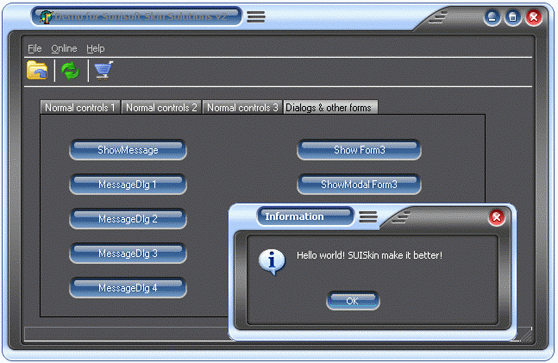 Demo for Sunisoft Skin Solutions V2
File Online Help
Normal controls 1 Normal controls 2 Normal controls 3 Dialogs & other forms
ShowMessage Show Form3
MessageDlg 1 ShowModal Form3
MessageDlg 2
MessageDlg 3
MessageDlg 4
Information
Hello world! SUISkin make it better!
OK